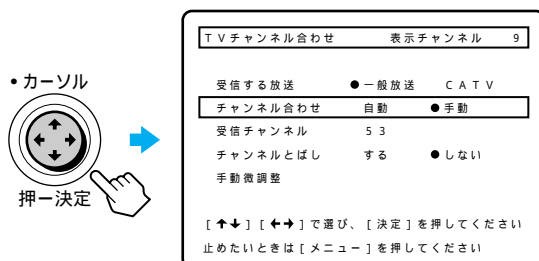 •カーソル
押ー決定
TVチャンネル合わせ 表示チャンネル 9
受信する放送 ●一般放送 CATV
チャンネル合わせ 自動 ●手動
受信チャンネル 53
チャンネルとばし する ●しない
手動微調整
[↑↓][←→]で選び、[決定]を押してください
止めたいときは[メニュー]を押してください